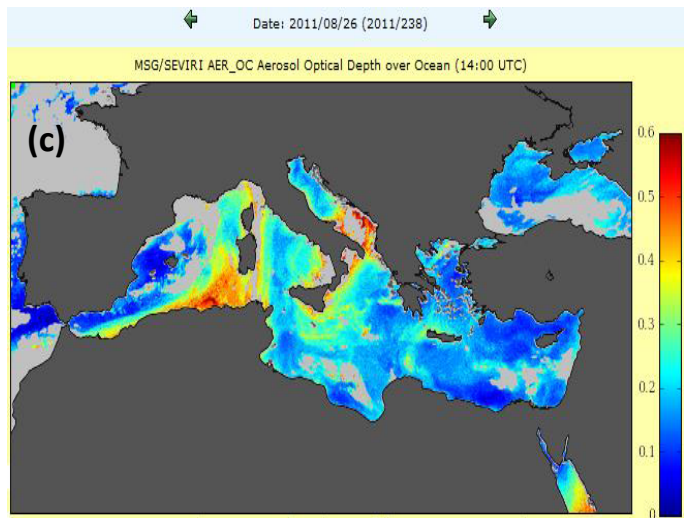 Date: 2011/08/26 (2011/238)
MSG/SEVIRI AER_OC Aerosol Optical Depth over Ocean (14:00 UTC)
(c)
0.6
0.5
0.4
0.3
0.2
0.1
0